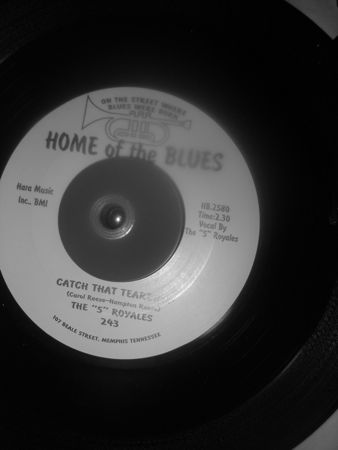 ON THE STREET WHERE
BLUES WERE BORN
HOME of the BLUES
Hara Music
Inc., BMI
HB.2580
Time:2.30
Vocal By
The "5" Royales
CATCH THAT TEAR
(Carol Reese-Hampton
THE "5" ROYALES
243
107 BEALE STREET, MEMPHIS TENNESSEE